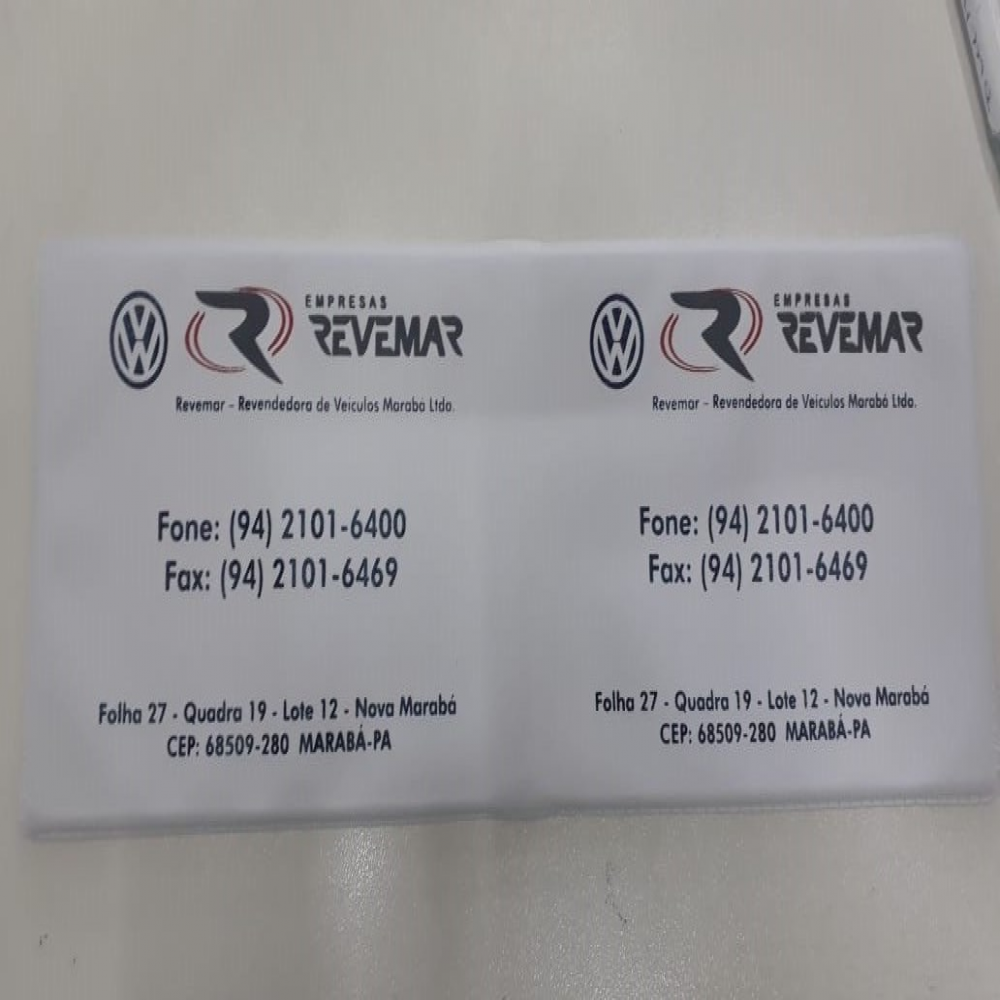 EMPRESAS
REVEMAR
Revemar - Revendedora de Veículos Marabá Ltda.
Fone: (94) 2101-6400
Fax: (94) 2101-6469
Folha 27 - Quadra 19 - Lote 12 - Nova Marabá
CEP: 68509-280 MARABÁ-PA
EMPRESAS
REVEMAR
Revemar - Revendedora de Veículos Marabá Ltda.
Fone: (94) 2101-6400
Fax: (94) 2101-6469
Folha 27 - Quadra 19 - Lote 12 - Nova Marabá
CEP: 68509-280 MARABÁ-PA